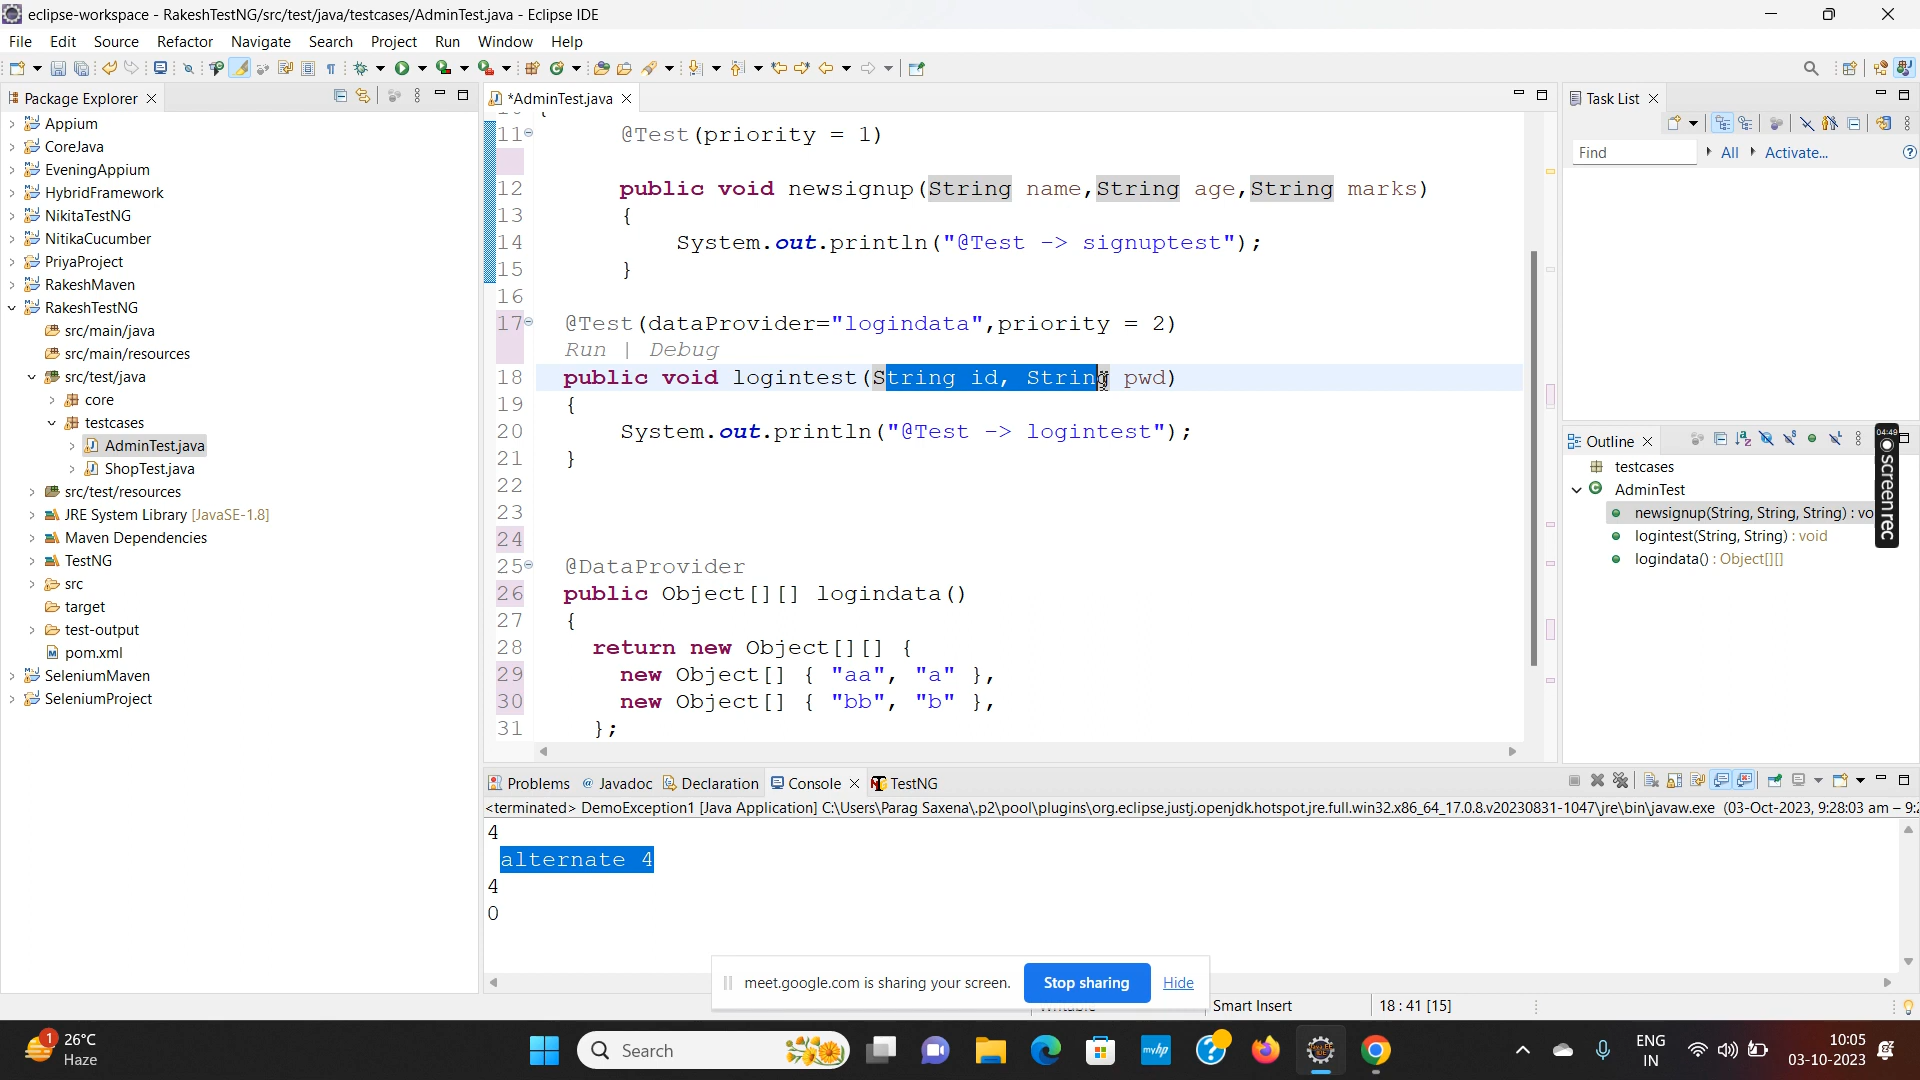 eclipse-workspace - RakeshTestNG/src/test/java/testcases/AdminTest.java - Eclipse IDE
File Edit Source Refactor Navigate Search Project Run Window Help
Package Explorer
Appium
CoreJava
EveningAppium
HybridFramework
NikitaTestNG
NitikaCucumber
PriyaProject
RakeshMaven
RakeshTestNG
src/main/java
src/main/resources
src/test/java
core
testcases
AdminTest.java
ShopTest.java
src/test/resources
JRE System Library [JavaSE-1.8]
Maven Dependencies
TestNG
src
target
test-output
pom.xml
SeleniumMaven
SeleniumProject
*AdminTest.java
11 @Test(priority = 1)
12 public void newsignup(String name,String age,String marks)
13 {
14 System.out.println("@Test -> signuptest");
15 }
16
17 @Test(dataProvider="logindata",priority = 2)
Run | Debug
18 public void logintest(String id, String pwd)
19 {
20 System.out.println("@Test -> logintest");
21 }
22
23
24
25 @DataProvider
26 public Object[][] logindata()
27 {
28 return new Object[][] {
29 new Object[] { "aa", "a" },
30 new Object[] { "bb", "b" },
31 };
Task List
Find All Activate...
Outline
testcases
AdminTest
newsignup(String, String, String) : vo
logintest(String, String) : void
logindata() : Object[][]
04:49
screenrec
Problems @ Javadoc Declaration Console TestNG
<terminated> DemoException1 [Java Application] C:\Users\Parag Saxena\.p2\pool\plugins\org.eclipse.justj.openjdk.hotspot.jre.full.win32.x86_64_17.0.8.v20230831-1047\jre\bin\javaw.exe (03-Oct-2023, 9:28:03 am – 9:2
4
alternate 4
4
0
meet.google.com is sharing your screen. Stop sharing Hide
Smart Insert 18 : 41 [15]
1
26°C
Haze
Search
myhp
ENG
IN
10:05
03-10-2023